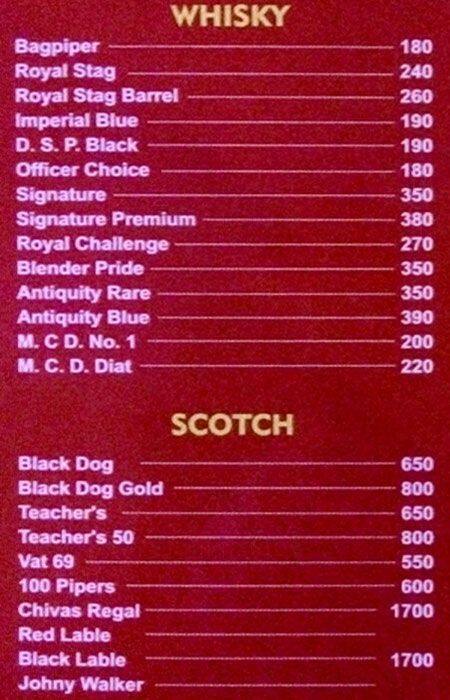 WHISKY
Bagpiper 180
Royal Stag 240
Royal Stag Barrel 260
Imperial Blue 190
D. S. P. Black 190
Officer Choice 180
Signature 350
Signature Premium 380
Royal Challenge 270
Blender Pride 350
Antiquity Rare 350
Antiquity Blue 390
M. C D. No. 1 200
M. C. D. Diat 220
SCOTCH
Black Dog 650
Black Dog Gold 800
Teacher's 650
Teacher's 50 800
Vat 69 550
100 Pipers 600
Chivas Regal 1700
Red Lable
Black Lable 1700
Johny Walker